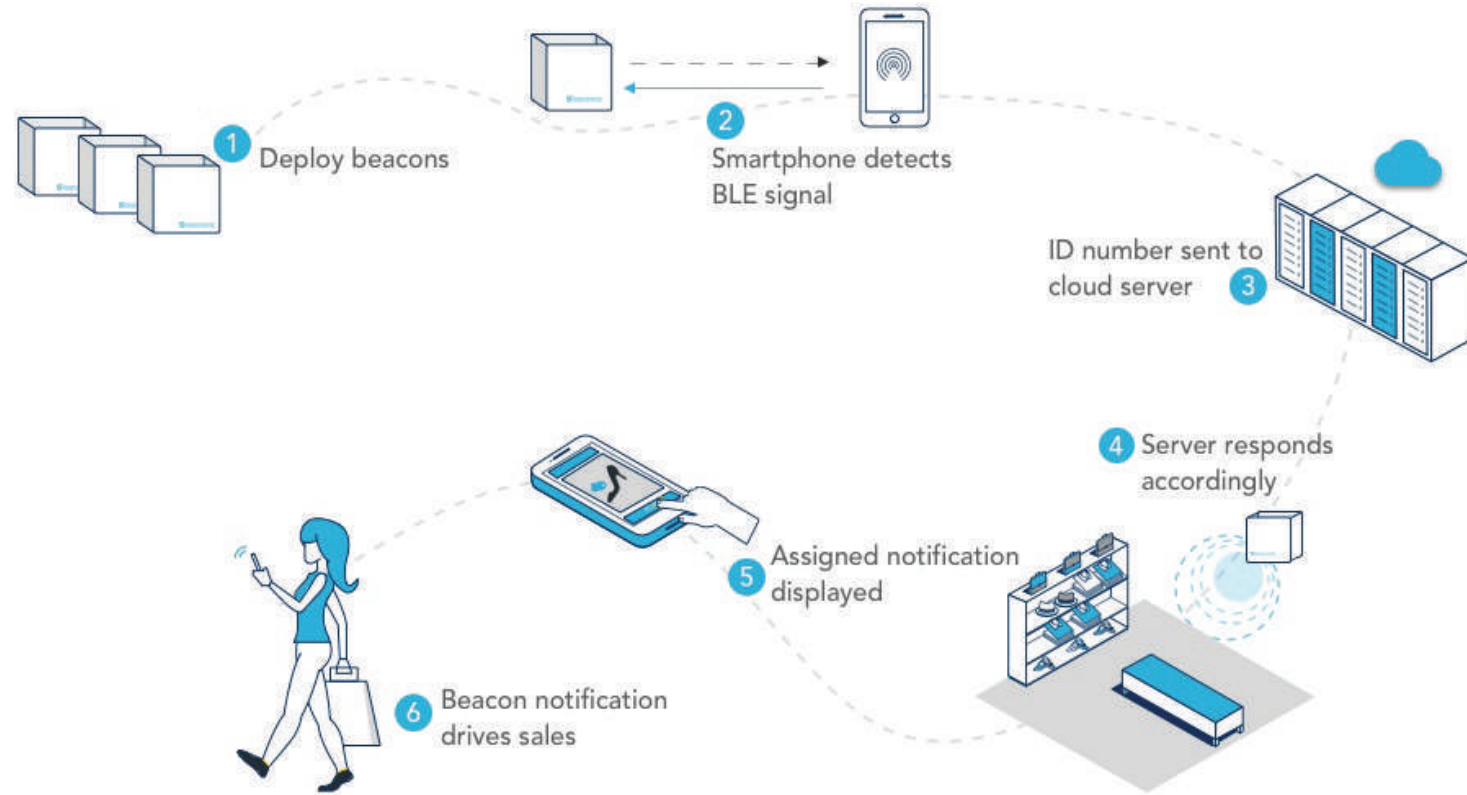 1
Deploy beacons
2
Smartphone detects
BLE signal
ID number sent to
cloud server 3
4 Server responds
accordingly
5 Assigned notification
displayed
6 Beacon notification
drives sales